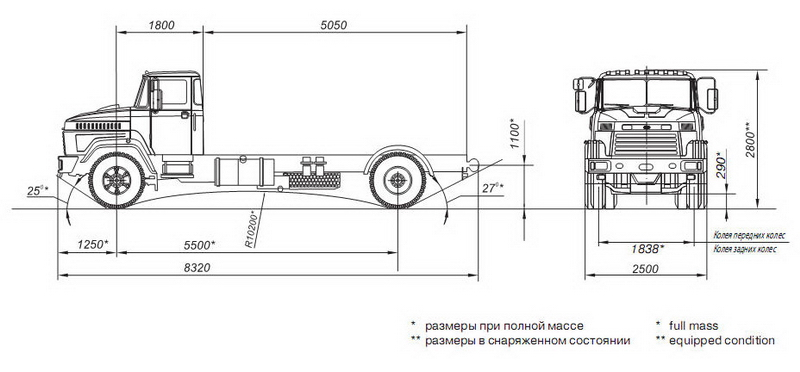 1800
5050
1100*
25°*
27°*
R10200*
1250*
5500*
8320
2800**
290*
Колея передних колес
1838*
Колея задних колес
2500
* размеры при полной массе
* full mass
** размеры в снаряженном состоянии
** equipped condition